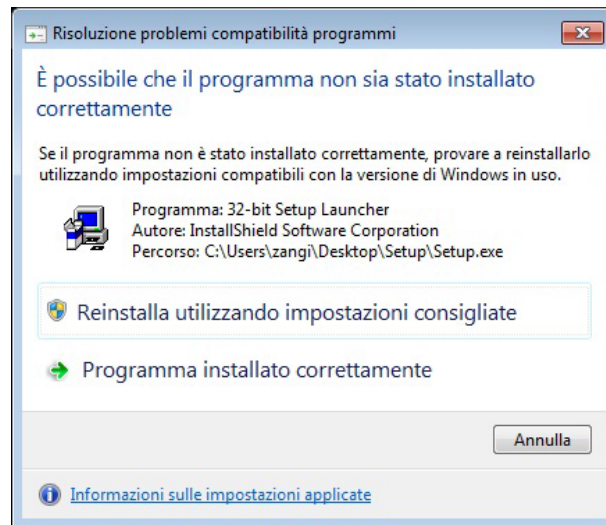 Risoluzione problemi compatibilità programmi
È possibile che il programma non sia stato installato
correttamente
Se il programma non è stato installato correttamente, provare a reinstallarlo
utilizzando impostazioni compatibili con la versione di Windows in uso.
Programma: 32-bit Setup Launcher
Autore: InstallShield Software Corporation
Percorso: C:\Users\zangi\Desktop\Setup\Setup.exe
Reinstalla utilizzando impostazioni consigliate
Programma installato correttamente
Annulla
Informazioni sulle impostazioni applicate